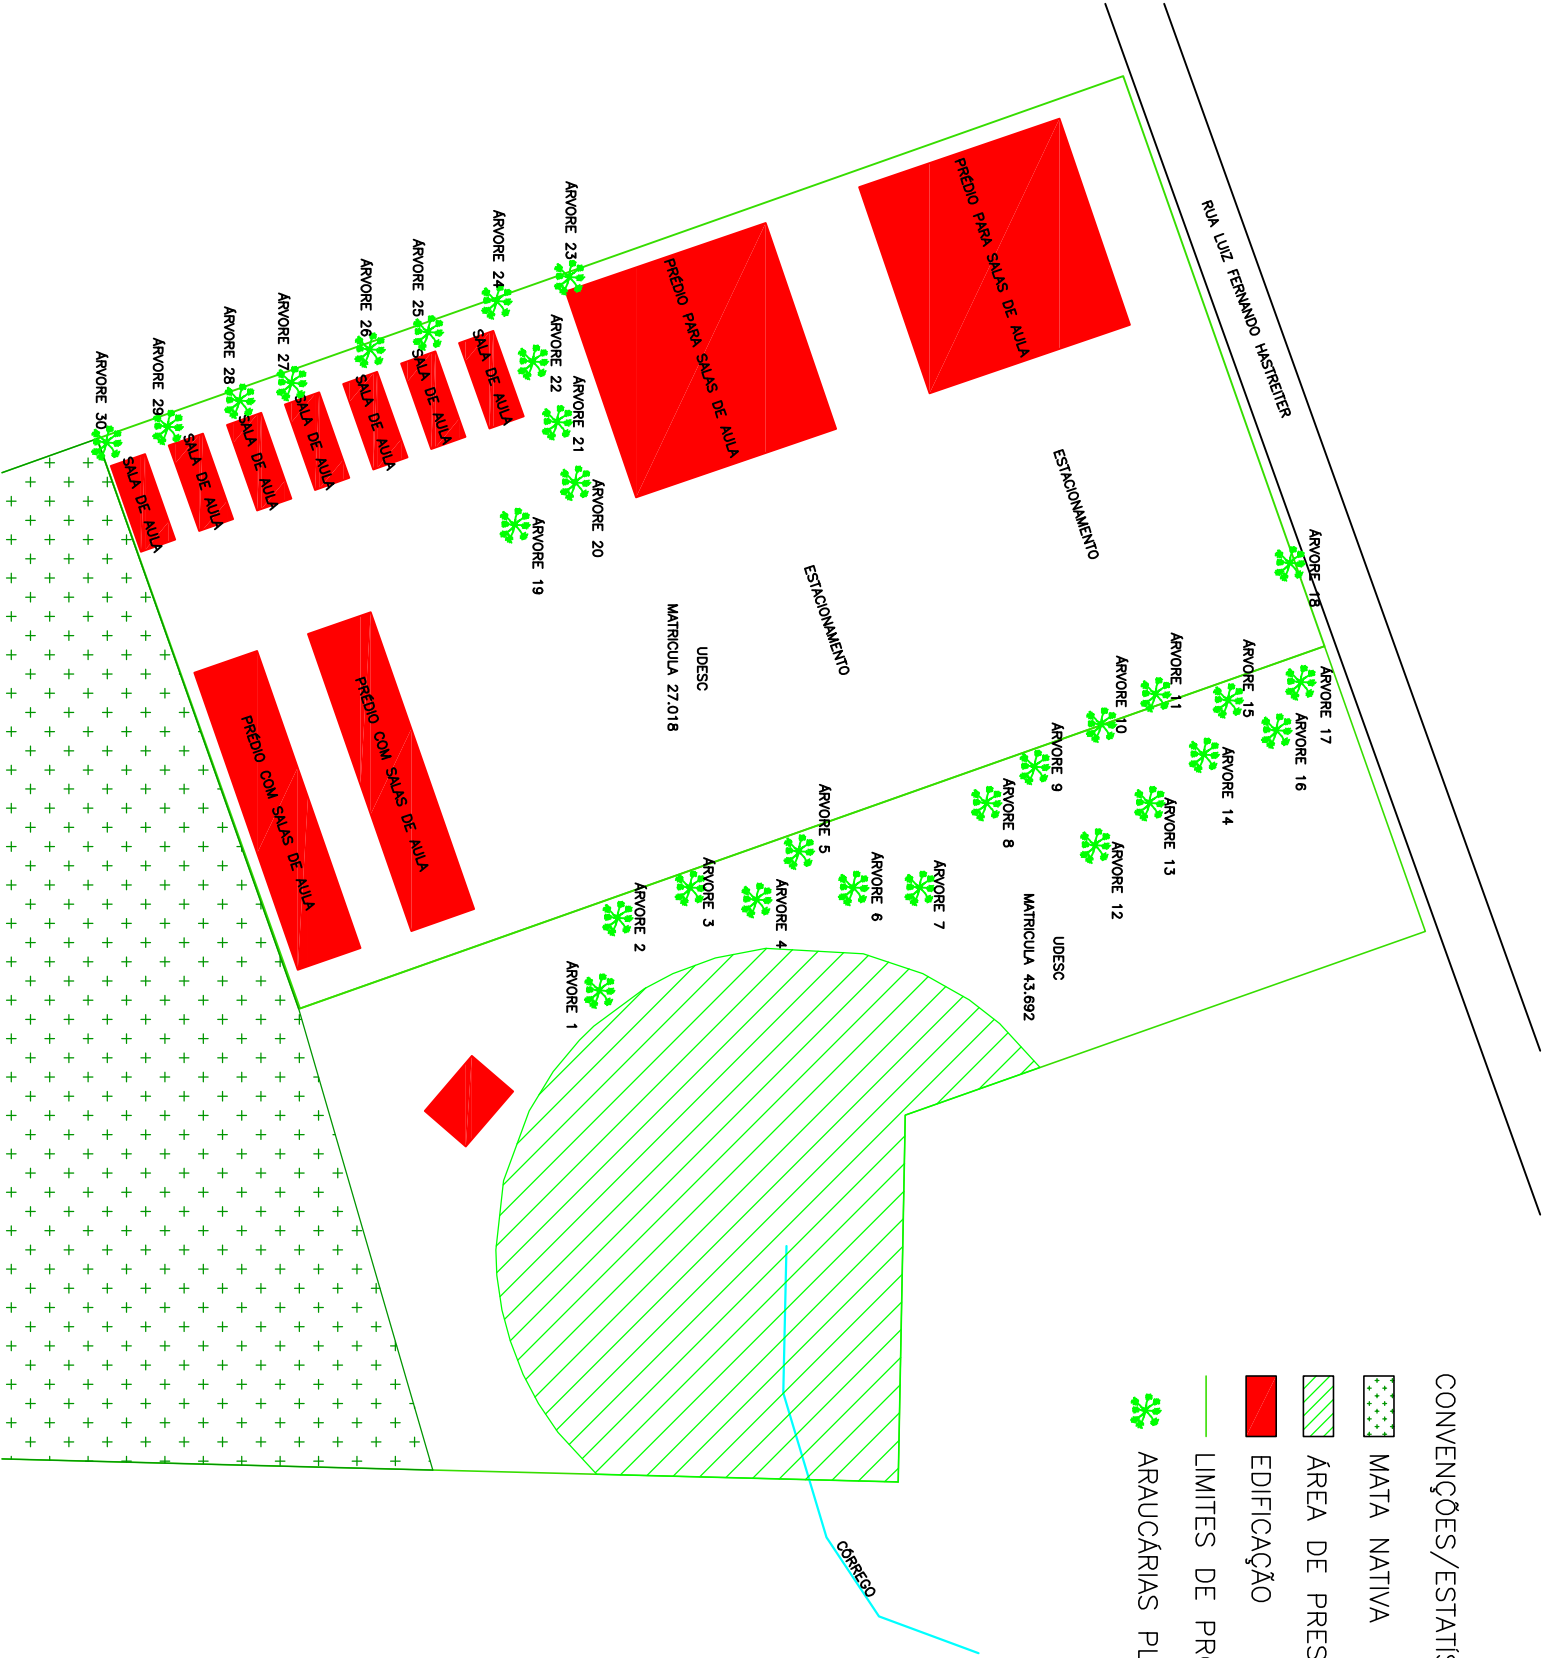 RUA LUIZ FERNANDO HASTREITER
PRÉDIO PARA SALAS DE AULA
PRÉDIO PARA SALAS DE AULA
ESTACIONAMENTO
ESTACIONAMENTO
UDESC
MATRICULA 27.018
UDESC
MATRICULA 43.692
ÁRVORE 17
ÁRVORE 18
ÁRVORE 16
ÁRVORE 15
ÁRVORE 14
ÁRVORE 11
ÁRVORE 13
ÁRVORE 10
ÁRVORE 12
ÁRVORE 9
ÁRVORE 8
ÁRVORE 7
ÁRVORE 6
ÁRVORE 5
ÁRVORE 4
ÁRVORE 3
ÁRVORE 2
ÁRVORE 1
ÁRVORE 23
ÁRVORE 24
ÁRVORE 22
ÁRVORE 21
ÁRVORE 20
ÁRVORE 19
ÁRVORE 25
ÁRVORE 26
ÁRVORE 27
ÁRVORE 28
ÁRVORE 29
ÁRVORE 30
SALA DE AULA
SALA DE AULA
SALA DE AULA
SALA DE AULA
SALA DE AULA
SALA DE AULA
SALA DE AULA
PRÉDIO COM SALAS DE AULA
PRÉDIO COM SALAS DE AULA
CÓRREGO
CONVENÇÕES/ESTATÍS
MATA NATIVA
ÁREA DE PRES
EDIFICAÇÃO
LIMITES DE PR
ARAUCÁRIAS PL